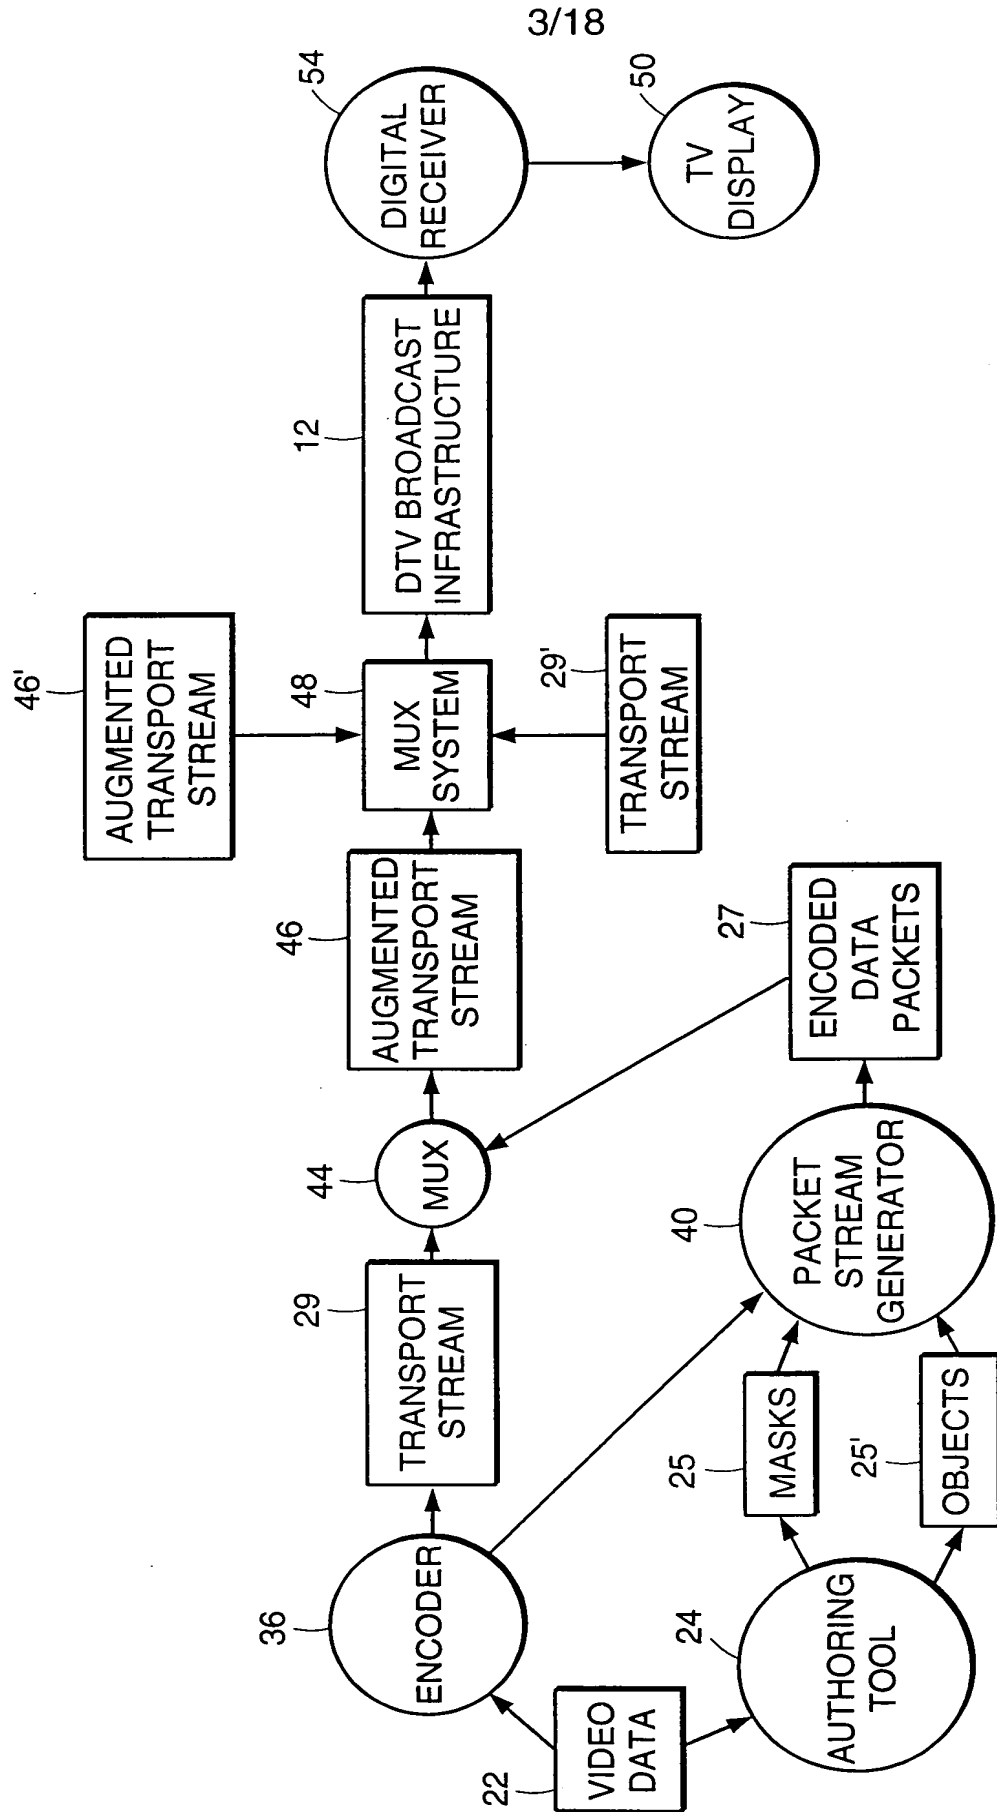 3/18
22
VIDEO
DATA
36
ENCODER
24
AUTHORING
TOOL
29
TRANSPORT
STREAM
25
MASKS
25'
OBJECTS
44
MUX
40
PACKET
STREAM
GENERATOR
46
AUGMENTED
TRANSPORT
STREAM
27
ENCODED
DATA
PACKETS
46'
AUGMENTED
TRANSPORT
STREAM
48
MUX
SYSTEM
29'
TRANSPORT
STREAM
12
DTV BROADCAST
INFRASTRUCTURE
54
DIGITAL
RECEIVER
50
TV
DISPLAY